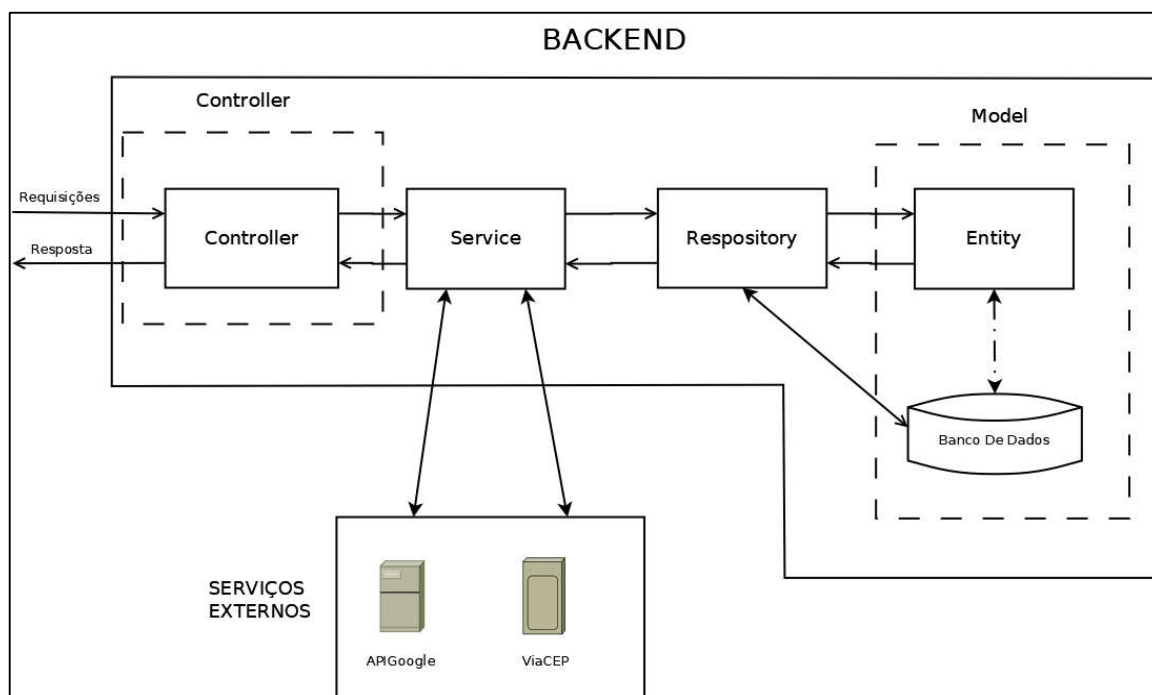 BACKEND
Controller
Model
Requisições
Resposta
Controller
Service
Respository
Entity
Banco De Dados
SERVIÇOS
EXTERNOS
APIGoogle
ViaCEP